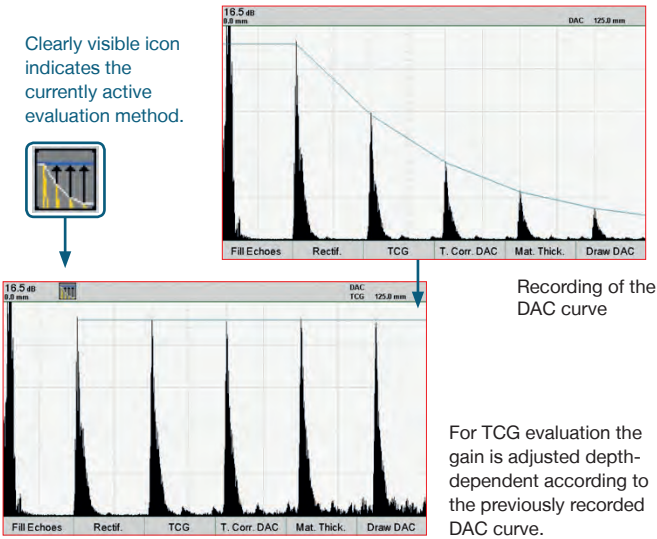 Clearly visible icon
indicates the
currently active
evaluation method.
16.5 dB
0.0 mm
DAC 125.0 mm
Fill Echoes Rectif. TCG T. Corr. DAC Mat. Thick. Draw DAC
Recording of the
DAC curve
16.5 dB
0.0 mm
DAC
TCG 125.0 mm
Fill Echoes Rectif. TCG T. Corr. DAC Mat. Thick. Draw DAC
For TCG evaluation the
gain is adjusted depth-
dependent according to
the previously recorded
DAC curve.